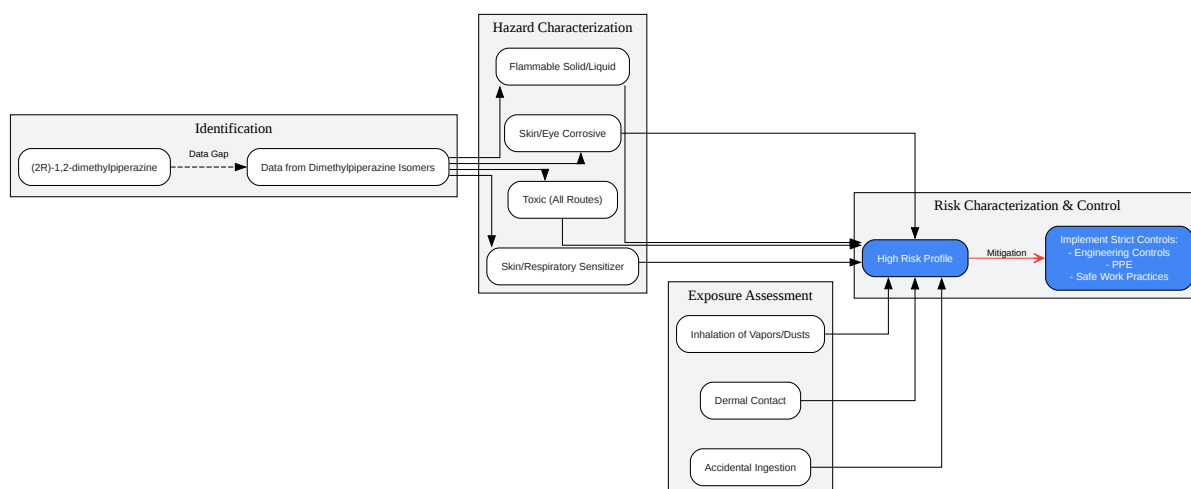 Hazard Characterization
Flammable Solid/Liquid
Skin/Eye Corrosive
Toxic (All Routes)
Skin/Respiratory Sensitizer
Identification
(2R)-1,2-dimethylpiperazine
Data Gap
Data from Dimethylpiperazine Isomers
Risk Characterization & Control
High Risk Profile
Mitigation
Implement Strict Controls:
- Engineering Controls
- PPE
- Safe Work Practices
Exposure Assessment
Inhalation of Vapors/Dusts
Dermal Contact
Accidental Ingestion